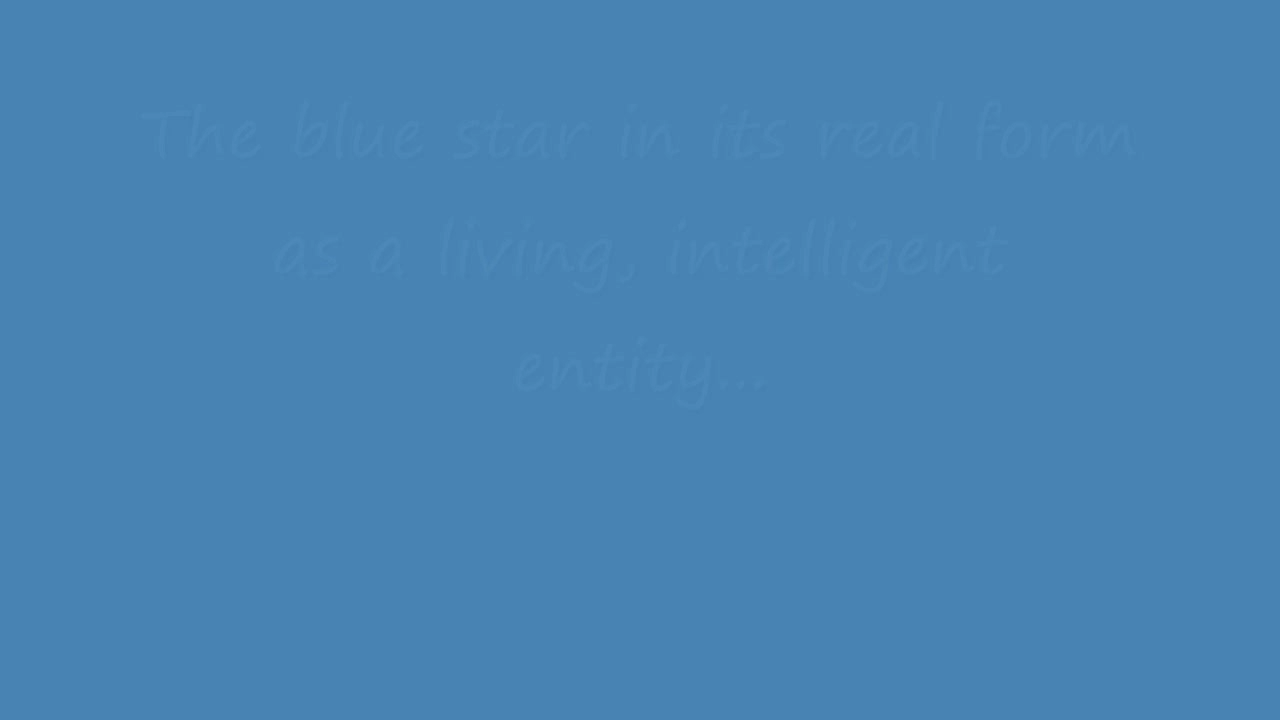 The blue star in its real form
as a living, intelligent
entity...